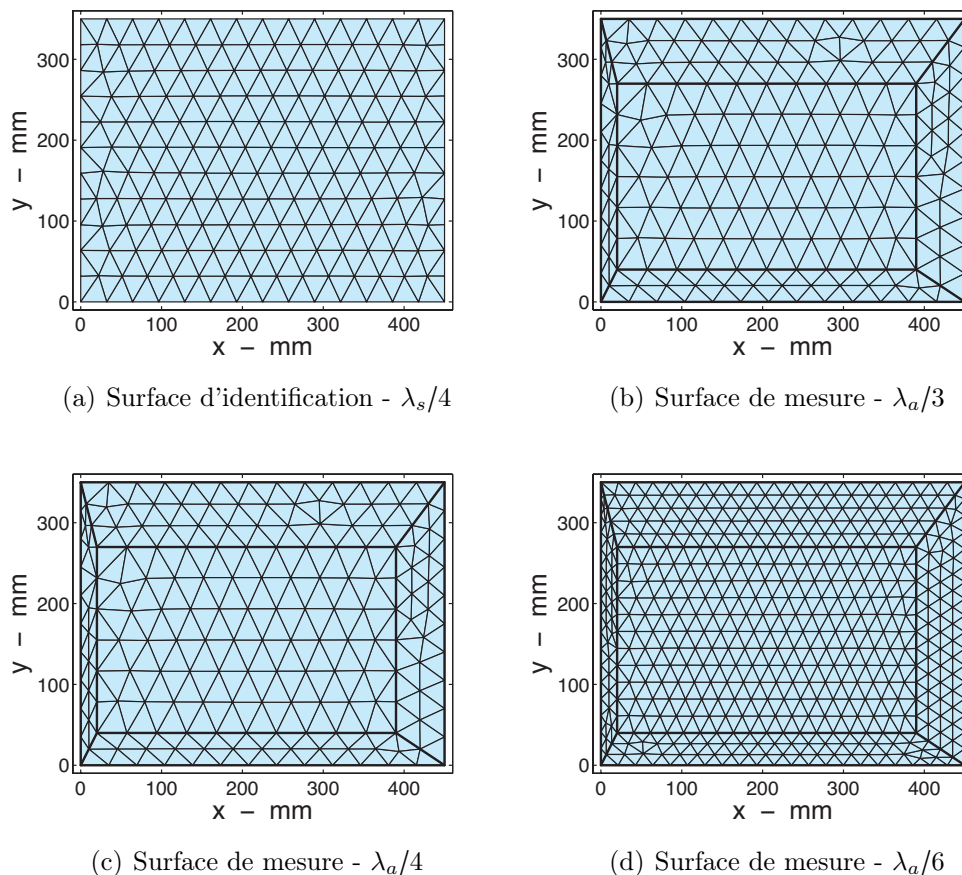 300
200
100
0
y – mm
0 100 200 300 400
x – mm
(a) Surface d'identification - λs/4
300
200
100
0
y – mm
0 100 200 300 400
x – mm
(b) Surface de mesure - λa/3
300
200
100
0
y – mm
0 100 200 300 400
x – mm
(c) Surface de mesure - λa/4
300
200
100
0
y – mm
0 100 200 300 400
x – mm
(d) Surface de mesure - λa/6